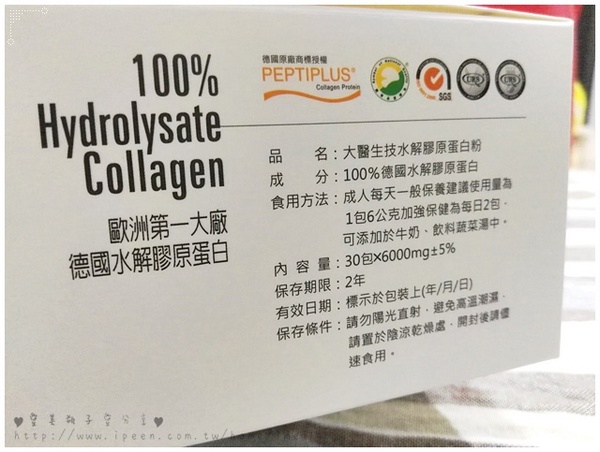 100%
Hydrolysate
Collagen
歐洲第一大廠
德國水解膠原蛋白
德國原廠商標授權
PEPTIPLUS®
Collagen Protein
SGS
品 名：大醫生技水解膠原蛋白粉
成 分：100%德國水解膠原蛋白
食用方法：成人每天一般保養建議使用量為
1包6公克加強保健為每日2包，
可添加於牛奶、飲料蔬菜湯中。
內 容 量：30包×6000mg±5%
保存期限：2年
有效日期：標示於包裝上(年/月/日)
保存條件：請勿陽光直射，避免高溫潮濕，
請置於陰涼乾燥處，開封後請儘
速食用。